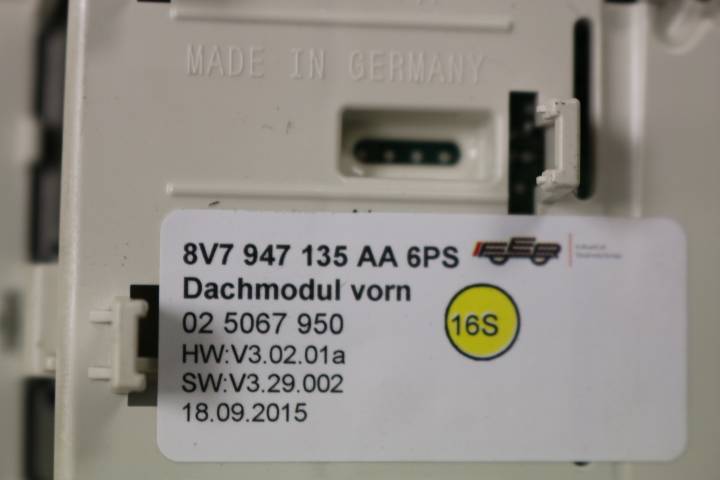 MADE IN GERMANY
8V7 947 135 AA 6PS
Dachmodul vorn
02 5067 950
16S
HW:V3.02.01a
SW:V3.29.002
18.09.2015